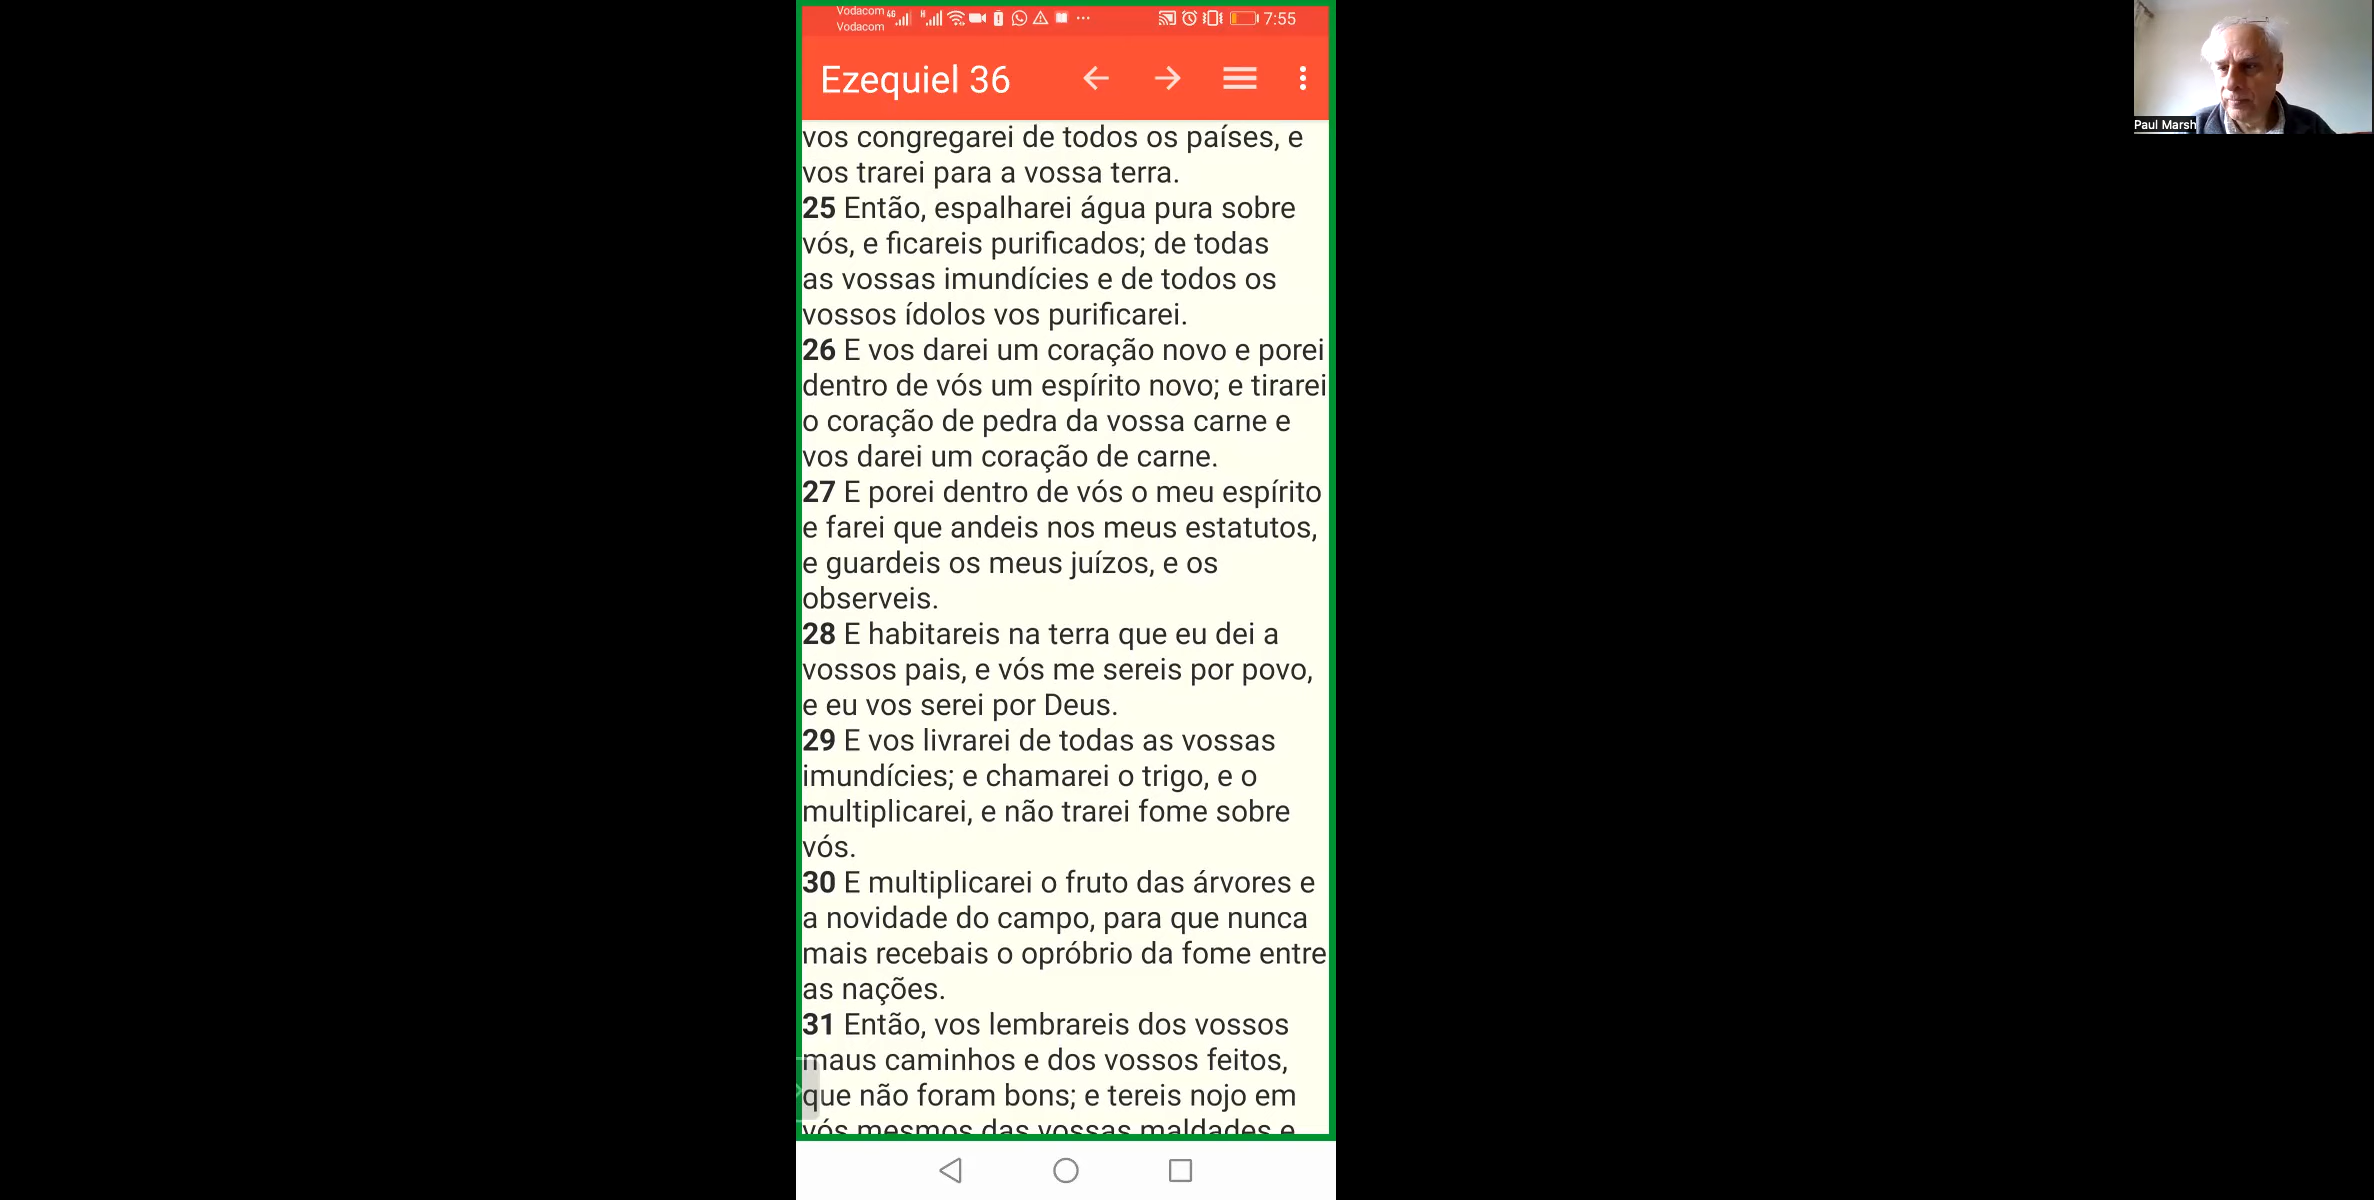 Vodacom 4G
Vodacom
H
7:55
Ezequiel 36
Paul Marsh
vos congregarei de todos os países, e
vos trarei para a vossa terra.
25 Então, espalharei água pura sobre
vós, e ficareis purificados; de todas
as vossas imundícies e de todos os
vossos ídolos vos purificarei.
26 E vos darei um coração novo e porei
dentro de vós um espírito novo; e tirarei
o coração de pedra da vossa carne e
vos darei um coração de carne.
27 E porei dentro de vós o meu espírito
e farei que andeis nos meus estatutos,
e guardeis os meus juízos, e os
observeis.
28 E habitareis na terra que eu dei a
vossos pais, e vós me sereis por povo,
e eu vos serei por Deus.
29 E vos livrarei de todas as vossas
imundícies; e chamarei o trigo, e o
multiplicarei, e não trarei fome sobre
vós.
30 E multiplicarei o fruto das árvores e
a novidade do campo, para que nunca
mais recebais o opróbrio da fome entre
as nações.
31 Então, vos lembrareis dos vossos
maus caminhos e dos vossos feitos,
que não foram bons; e tereis nojo em
vós mesmos das vossas maldades e